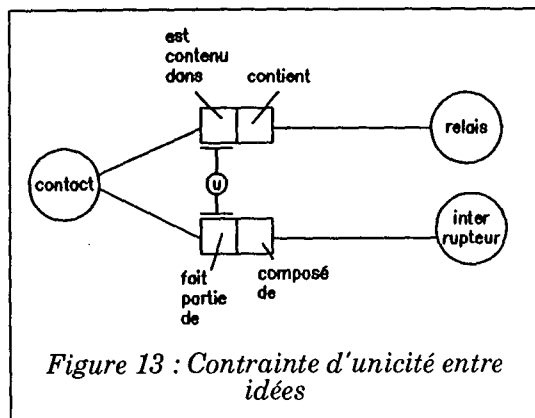 est
contenu
dans
contient
relais
contact
u
inter
rupteur
fait
partie
de
composé
de
Figure 13 : Contrainte d'unicité entre
idées